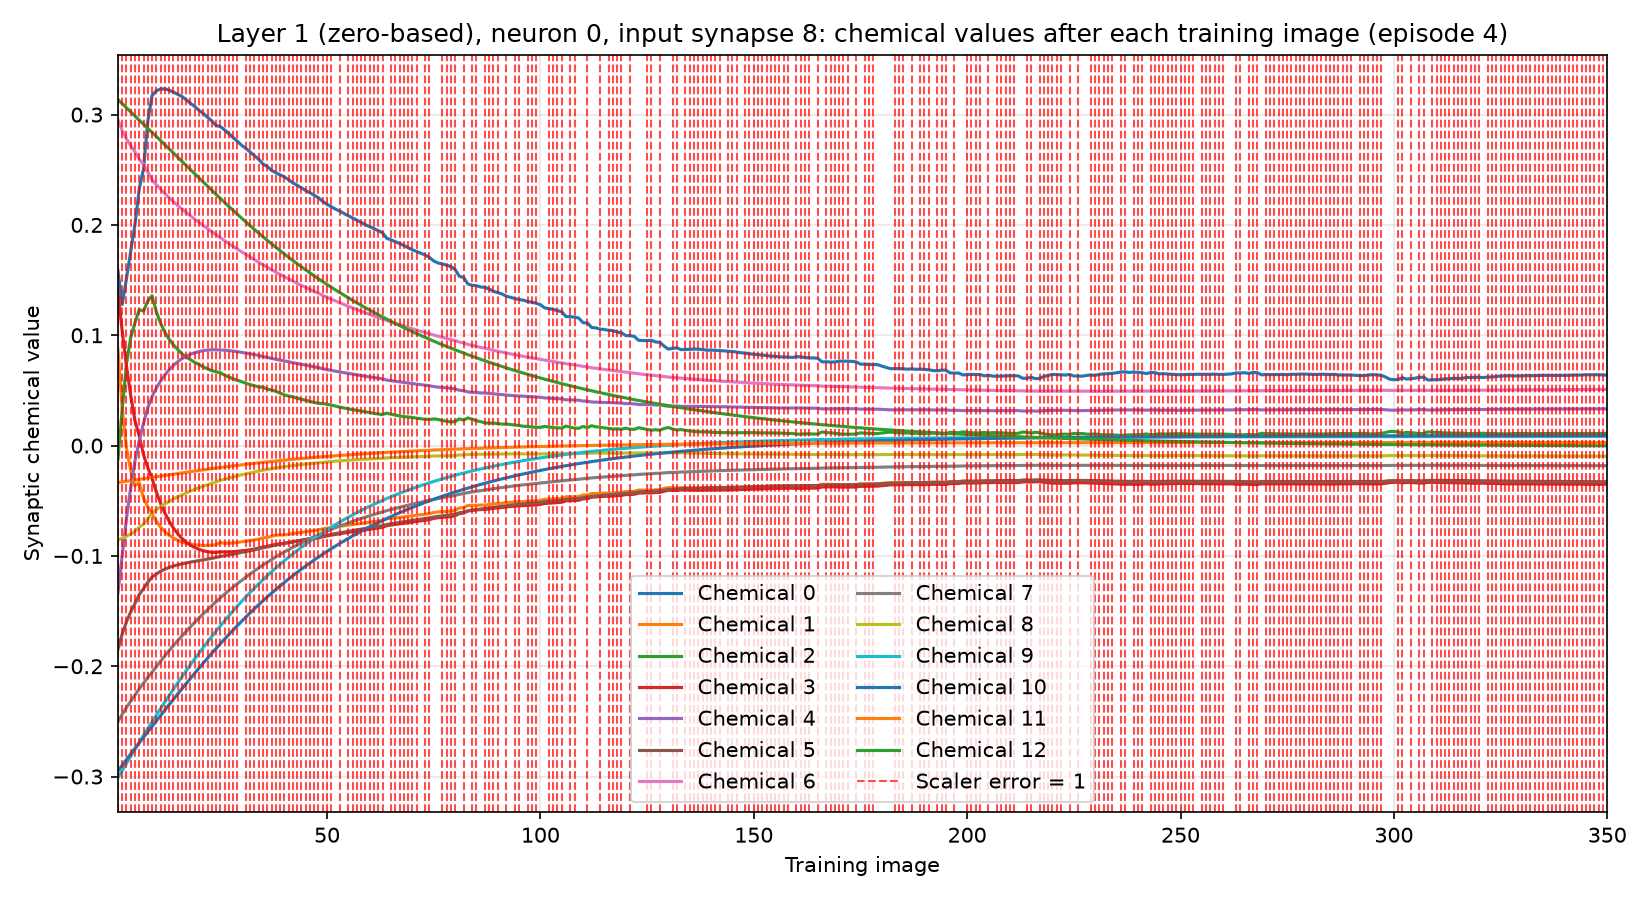 Layer 1 (zero-based), neuron 0, input synapse 8: chemical values after each training image (episode 4)
Synaptic chemical value
0.3
0.2
0.1
0.0
−0.1
−0.2
−0.3
Chemical 0
Chemical 1
Chemical 2
Chemical 3
Chemical 4
Chemical 5
Chemical 6
Chemical 7
Chemical 8
Chemical 9
Chemical 10
Chemical 11
Chemical 12
Scaler error = 1
50 100 150 200 250 300 350
Training image